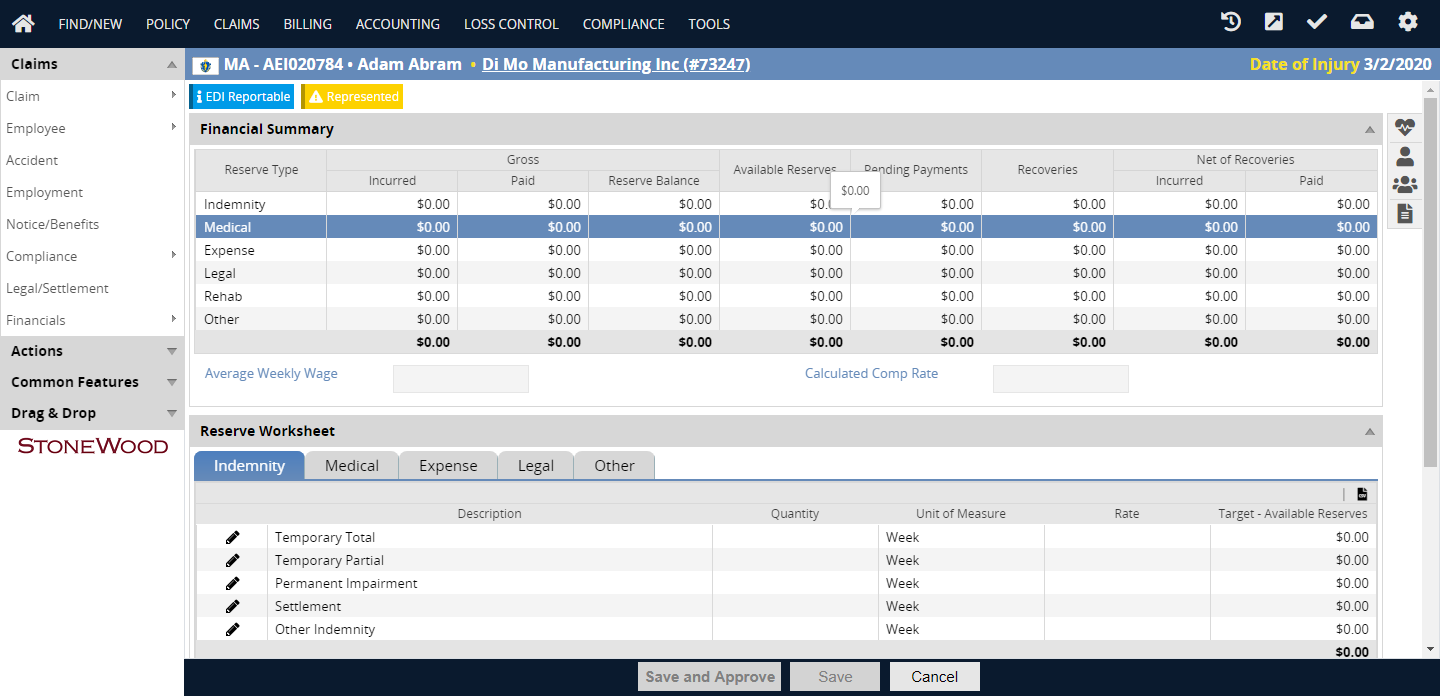 FIND/NEW POLICY CLAIMS BILLING ACCOUNTING LOSS CONTROL COMPLIANCE TOOLS
Claims
MA - AEI020784 • Adam Abram • Di Mo Manufacturing Inc (#73247) Date of Injury 3/2/2020
Claim
Employee
Accident
Employment
Notice/Benefits
Compliance
Legal/Settlement
Financials
Actions
Common Features
Drag & Drop
STONEWOOD
EDI Reportable Represented
Financial Summary
Reserve Type Gross Available Reserves Pending Payments Recoveries Net of Recoveries
Incurred Paid Reserve Balance Incurred Paid
$0.00
Indemnity $0.00 $0.00 $0.00 $0.00 $0.00 $0.00 $0.00
Medical $0.00 $0.00 $0.00 $0.00 $0.00 $0.00 $0.00 $0.00
Expense $0.00 $0.00 $0.00 $0.00 $0.00 $0.00 $0.00 $0.00
Legal $0.00 $0.00 $0.00 $0.00 $0.00 $0.00 $0.00 $0.00
Rehab $0.00 $0.00 $0.00 $0.00 $0.00 $0.00 $0.00 $0.00
Other $0.00 $0.00 $0.00 $0.00 $0.00 $0.00 $0.00 $0.00
$0.00 $0.00 $0.00 $0.00 $0.00 $0.00 $0.00 $0.00
Average Weekly Wage Calculated Comp Rate
Reserve Worksheet
Indemnity Medical Expense Legal Other
Description Quantity Unit of Measure Rate Target - Available Reserves
Temporary Total Week $0.00
Temporary Partial Week $0.00
Permanent Impairment Week $0.00
Settlement Week $0.00
Other Indemnity Week $0.00
$0.00
Save and Approve Save Cancel